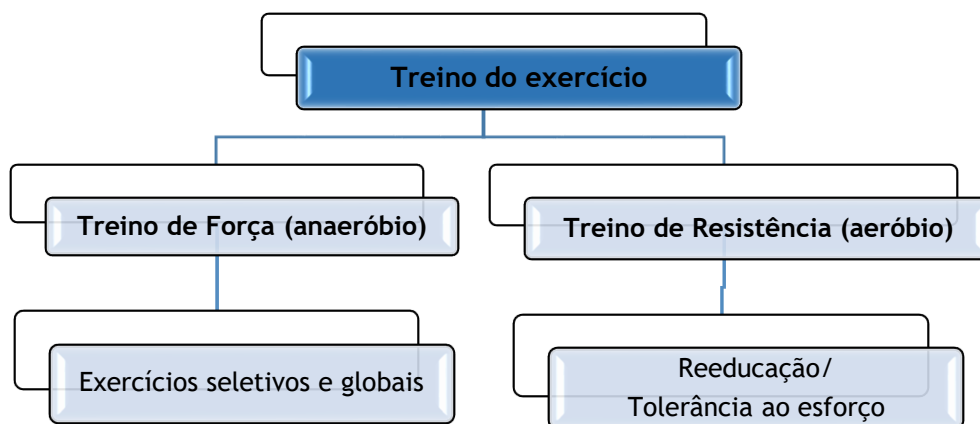 Treino do exercício
Treino de Força (anaeróbio)
Treino de Resistência (aeróbio)
Exercícios seletivos e globais
Reeducação/
Tolerância ao esforço